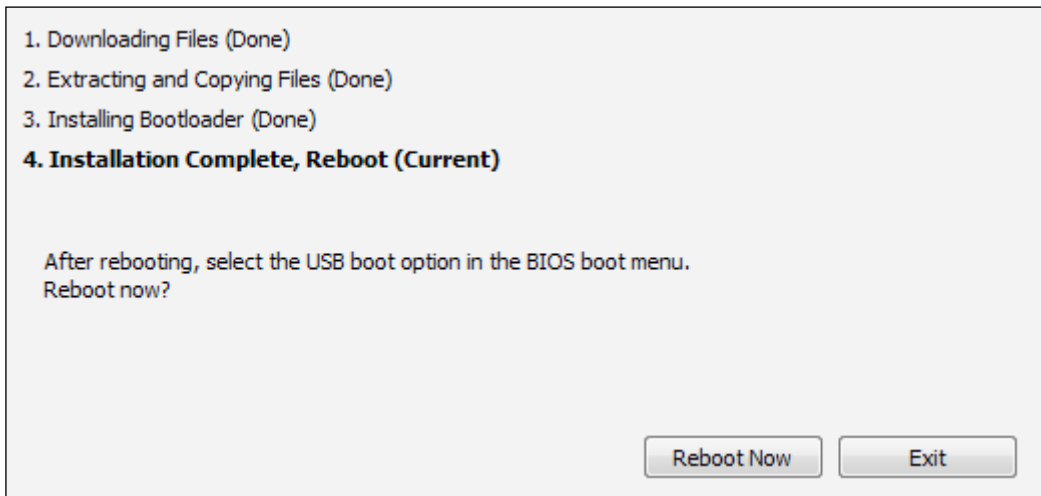 1. Downloading Files (Done)
2. Extracting and Copying Files (Done)
3. Installing Bootloader (Done)
4. Installation Complete, Reboot (Current)
After rebooting, select the USB boot option in the BIOS boot menu.
Reboot now?
Reboot Now
Exit